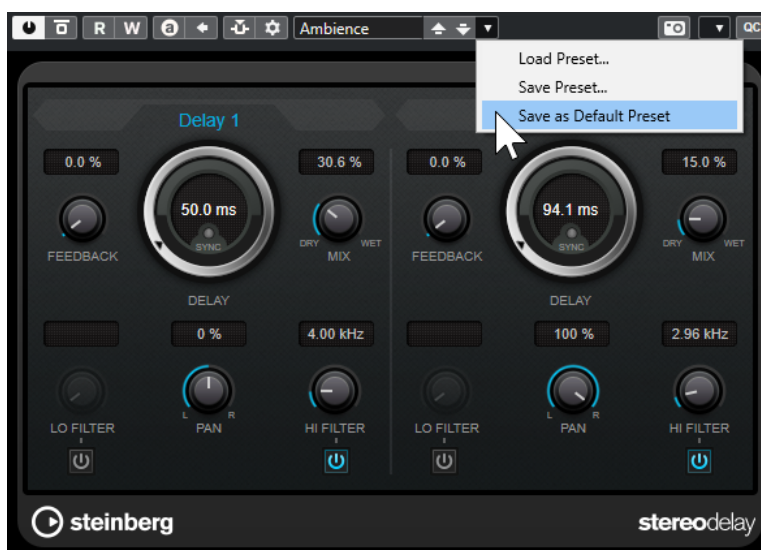 R W a Ambience QC
Load Preset...
Save Preset...
Save as Default Preset
Delay 1
0.0 % 30.6 % 0.0 % 15.0 %
50.0 ms 94.1 ms
SYNC SYNC
DRY WET DRY WET
FEEDBACK MIX FEEDBACK MIX
DELAY DELAY
0 % 4.00 kHz 100 % 2.96 kHz
L R L R
LO FILTER PAN HI FILTER LO FILTER PAN HI FILTER
steinberg stereodelay